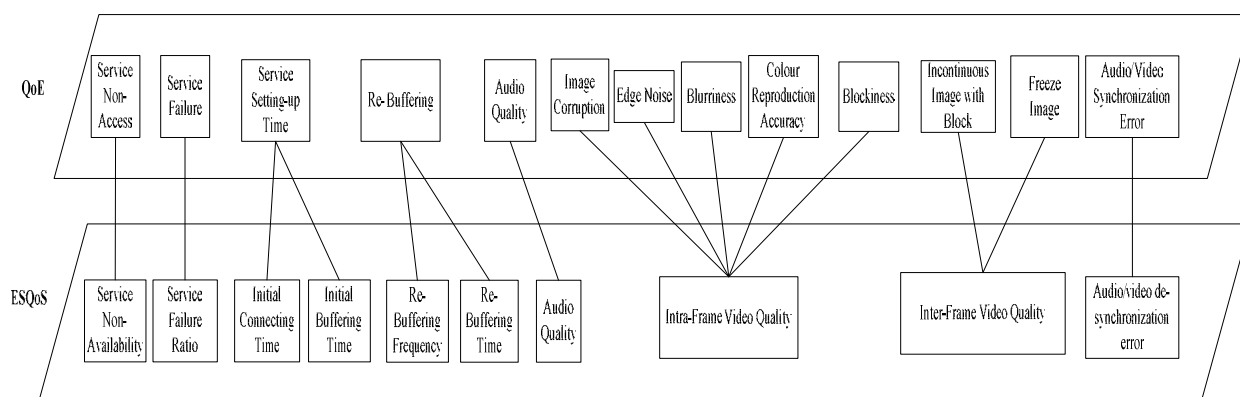 QoE
Service
Non-
Access
Service
Failure
Service
Setting-up
Time
Re- Buffering
Audio
Quality
Image
Corruption
Edge Noise
Blurriness
Colour
Reproduction
Accuracy
Blockiness
Incontinuous
Image with
Block
Freeze
Image
Audio/Video
Synchronization
Error
ESQoS
Service
Non-
Availability
Service
Failure
Ratio
Initial
Connecting
Time
Initial
Buffering
Time
Re-
Buffering
Frequency
Re-
Buffering
Time
Audio
Quality
Intra-Frame Video Quality
Inter-Frame Video Quality
Audio/video de-
synchronization
error